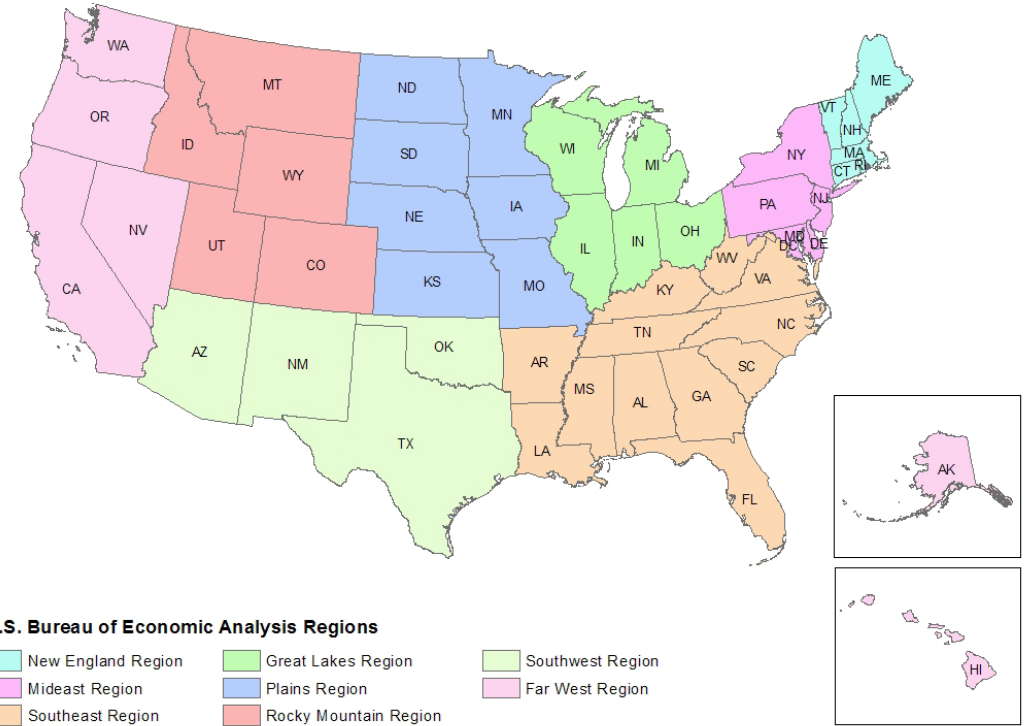 WA
MT
ND
MN
ME
VT
OR
ID
SD
WI
MI
NH
NY
MA
RI
CT
WY
NE
IA
PA
NJ
NV
UT
CO
KS
IL
IN
OH
MD
DC
DE
CA
MO
WV
VA
KY
NC
AZ
NM
OK
TN
AR
SC
MS
AL
GA
TX
LA
FL
AK
HI
.S. Bureau of Economic Analysis Regions
New England Region
Great Lakes Region
Southwest Region
Mideast Region
Plains Region
Far West Region
Southeast Region
Rocky Mountain Region